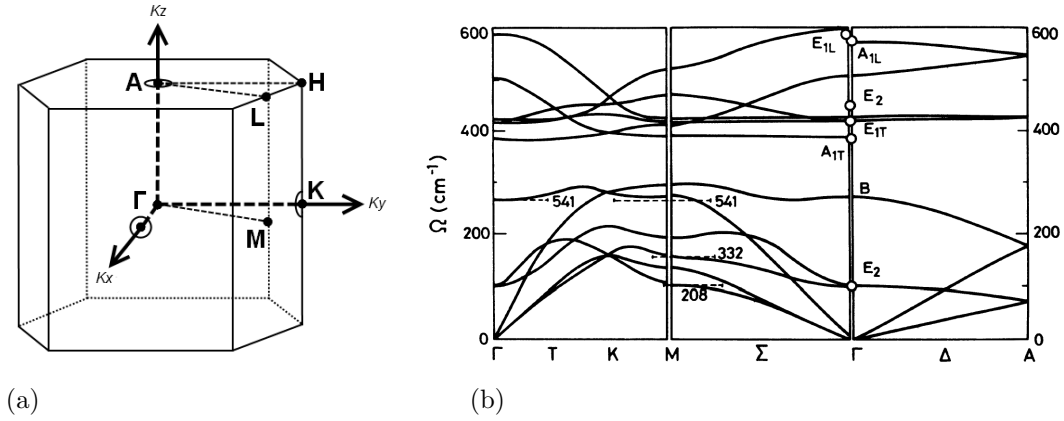 Kz
A
H
L
Γ
K
Ky
M
Kx
(a)
Ω (cm⁻¹)
600
400
200
0
541
541
332
208
E1L
A1L
E2
E1T
A1T
B
E2
600
400
200
0
Γ T K M Σ Γ Δ A
(b)